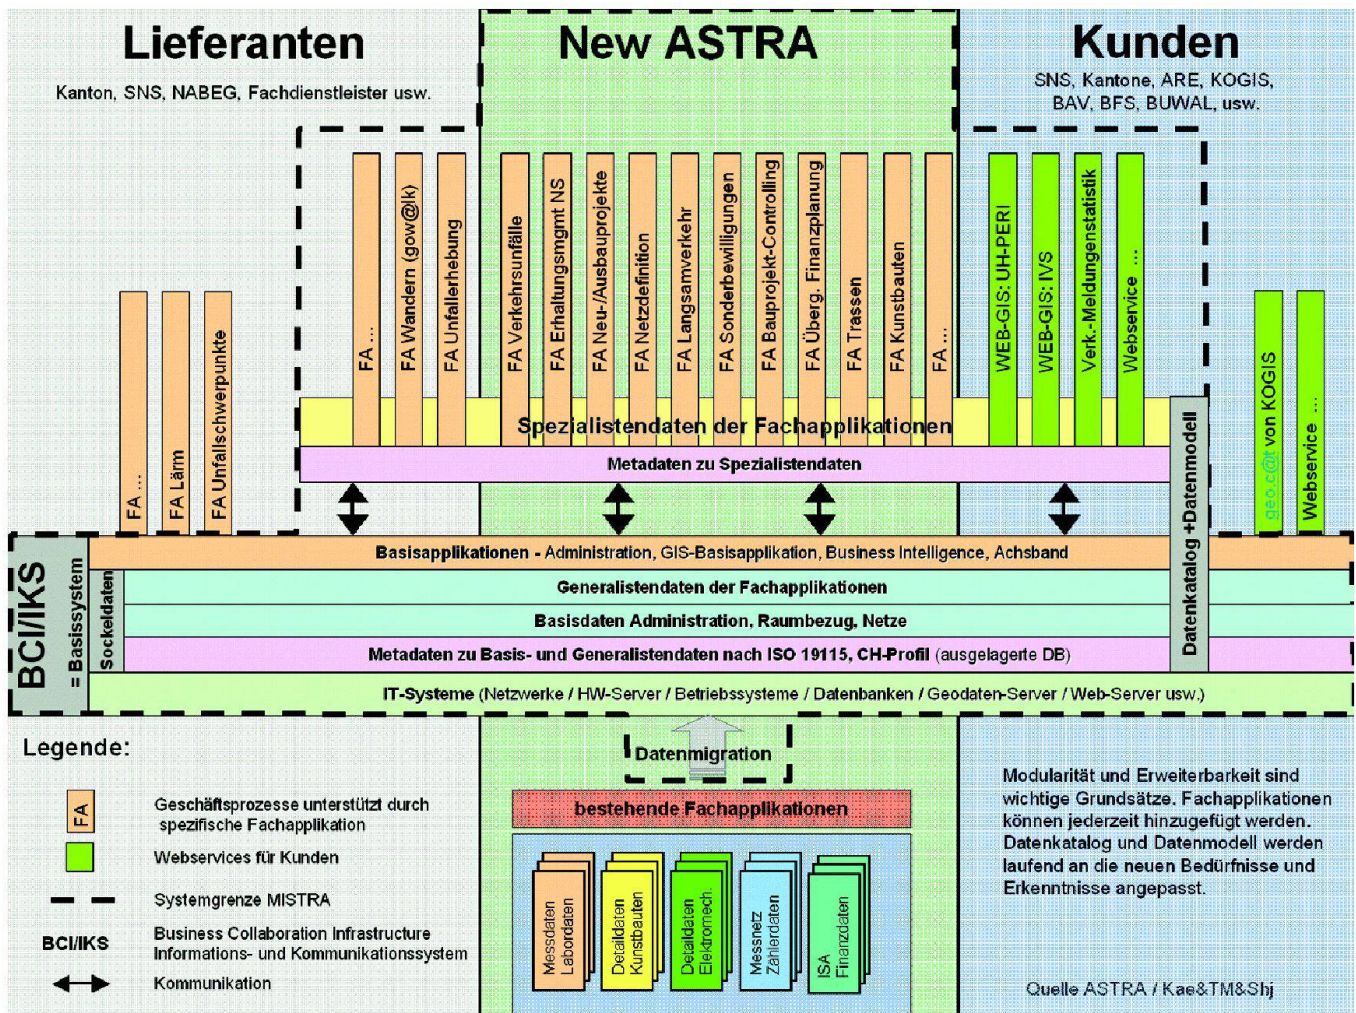 Lieferanten
Kanton, SNS, NABEG, Fachdienstleister usw.
New ASTRA
Kunden
SNS, Kantone, ARE, KOGIS,
BAV, BFS, BUWAL, usw.
FA ...
FA Lärm
FA Unfallschwerpunkte
FA ...
FA Wandern (gow@lk)
FA Unfallerhebung
FA Verkehrsunfälle
FA Erhaltungsmgmt NS
FA Neu-/Ausbauprojekte
FA Netzdefinition
FA Langsamverkehr
FA Sonderbewilligungen
FA Bauprojekt-Controlling
FA Überg. Finanzplanung
FA Trassen
FA Kunstbauten
FA ...
WEB-GIS: UH-PERI
WEB-GIS: IVS
Verk.-Meldungenstatistik
Webservice ...
geo.c@t von KOGIS
Webservice ...
Spezialistendaten der Fachapplikationen
Metadaten zu Spezialistendaten
Datenkatalog +Datenmodell
BCI/IKS
= Basissystem
Sockeldaten
Basisapplikationen - Administration, GIS-Basisapplikation, Business Intelligence, Achsband
Generalistendaten der Fachapplikationen
Basisdaten Administration, Raumbezug, Netze
Metadaten zu Basis- und Generalistendaten nach ISO 19115, CH-Profil (ausgelagerte DB)
IT-Systeme (Netzwerke / HW-Server / Betriebssysteme / Datenbanken / Geodaten-Server / Web-Server usw.)
Legende:
FA
Geschäftsprozesse unterstützt durch
spezifische Fachapplikation
Webservices für Kunden
Systemgrenze MISTRA
BCI/IKS
Business Collaboration Infrastructure
Informations- und Kommunikationssystem
Kommunikation
Datenmigration
bestehende Fachapplikationen
Messdaten
Labordaten
Detaildaten
Kunstbauten
Detaildaten
Elektromech.
Messnetz
Zählerdaten
ISA
Finanzdaten
Modularität und Erweiterbarkeit sind
wichtige Grundsätze. Fachapplikationen
können jederzeit hinzugefügt werden.
Datenkatalog und Datenmodell werden
laufend an die neuen Bedürfnisse und
Erkenntnisse angepasst.
Quelle ASTRA / Kae&TM&Shj